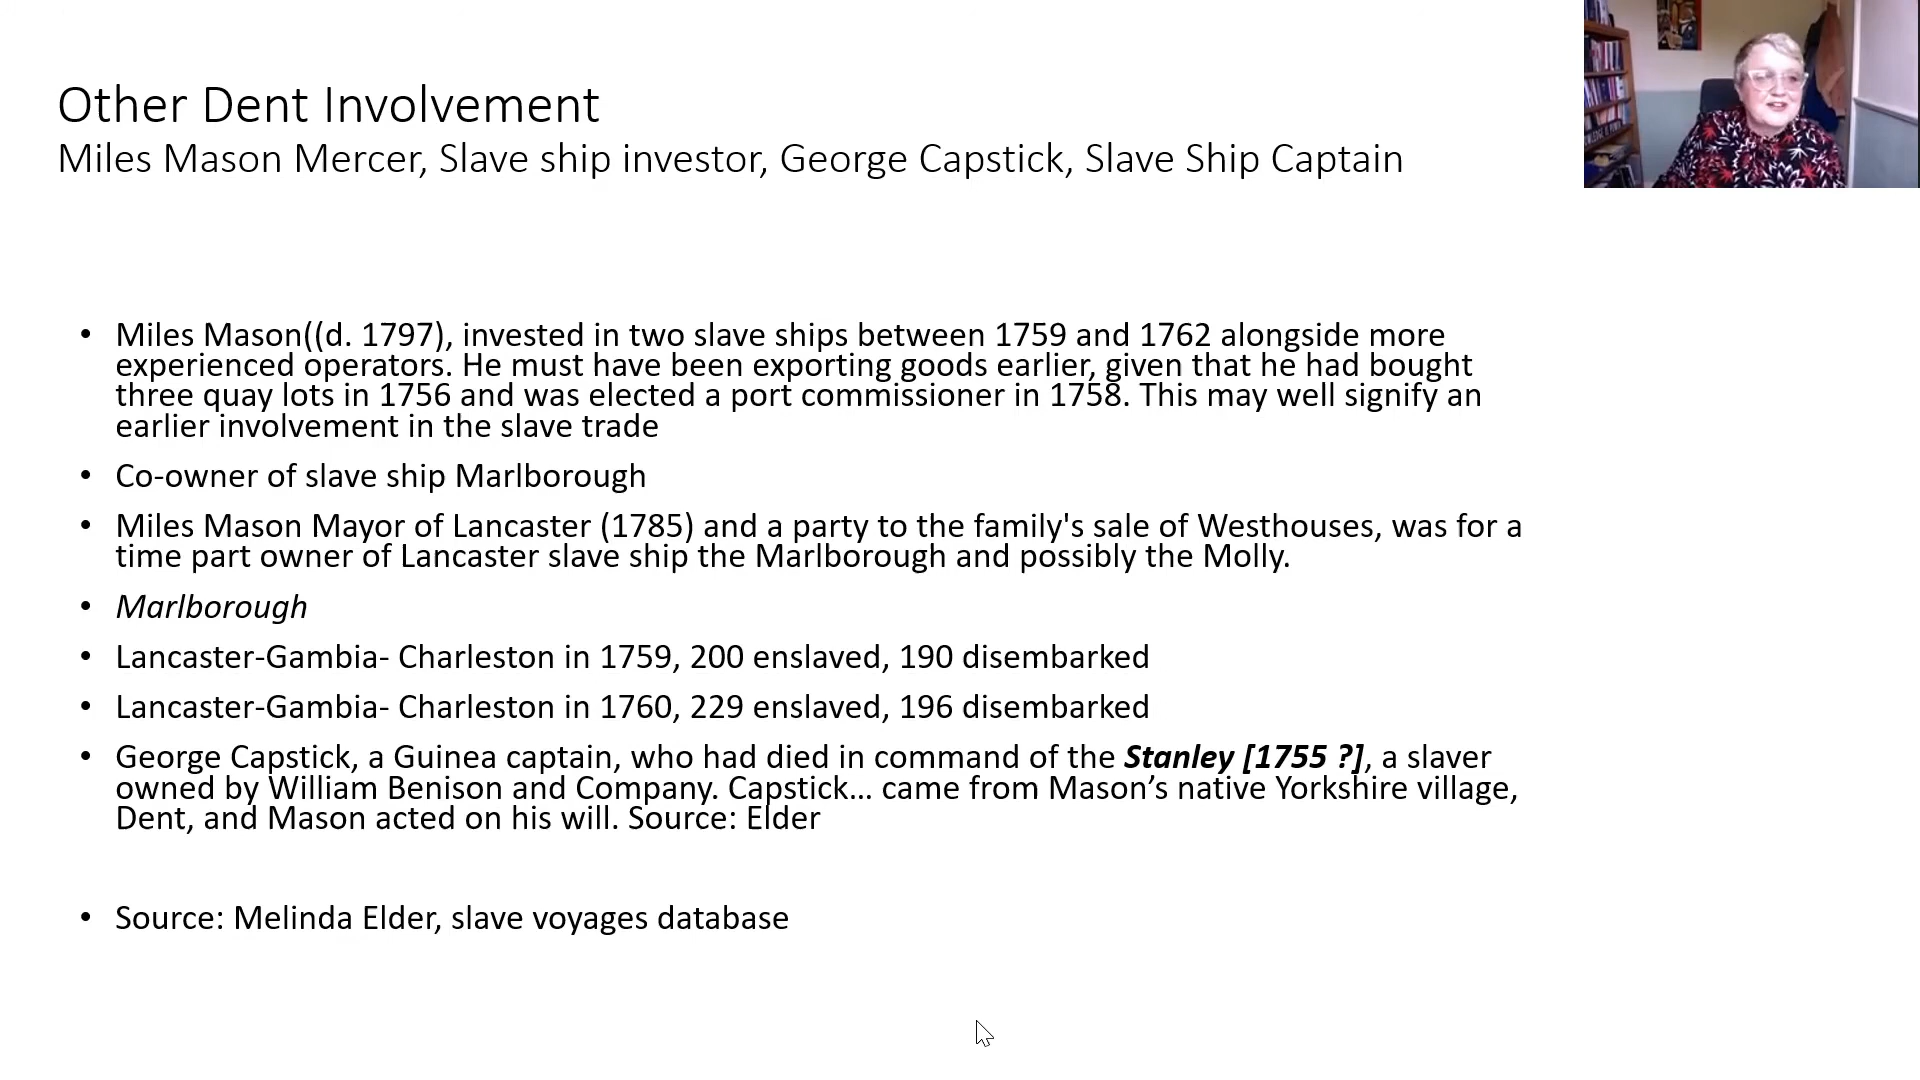 Other Dent Involvement
Miles Mason Mercer, Slave ship investor, George Capstick, Slave Ship Captain
• Miles Mason((d. 1797), invested in two slave ships between 1759 and 1762 alongside more
experienced operators. He must have been exporting goods earlier, given that he had bought
three quay lots in 1756 and was elected a port commissioner in 1758. This may well signify an
earlier involvement in the slave trade
• Co-owner of slave ship Marlborough
• Miles Mason Mayor of Lancaster (1785) and a party to the family's sale of Westhouses, was for a
time part owner of Lancaster slave ship the Marlborough and possibly the Molly.
• Marlborough
• Lancaster-Gambia- Charleston in 1759, 200 enslaved, 190 disembarked
• Lancaster-Gambia- Charleston in 1760, 229 enslaved, 196 disembarked
• George Capstick, a Guinea captain, who had died in command of the Stanley [1755 ?], a slaver
owned by William Benison and Company. Capstick… came from Mason’s native Yorkshire village,
Dent, and Mason acted on his will. Source: Elder
• Source: Melinda Elder, slave voyages database